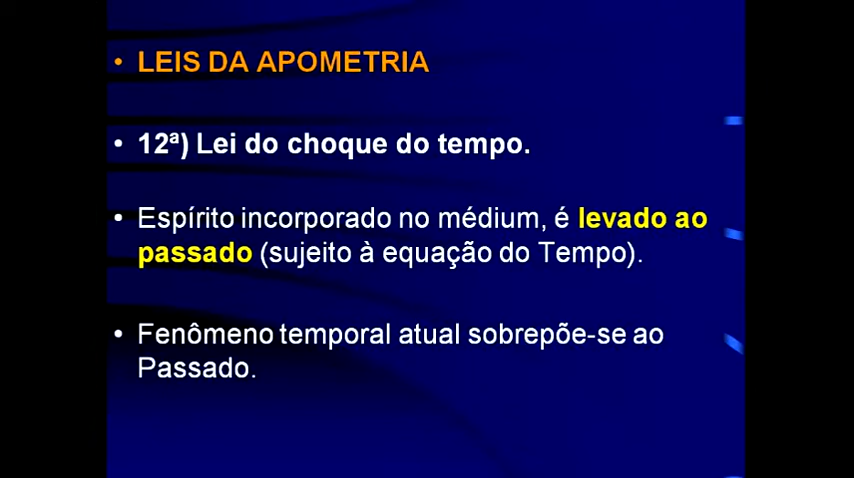 • LEIS DA APOMETRIA
• 12ª) Lei do choque do tempo.
• Espírito incorporado no médium, é levado ao
passado (sujeito à equação do Tempo).
• Fenômeno temporal atual sobrepõe-se ao
Passado.